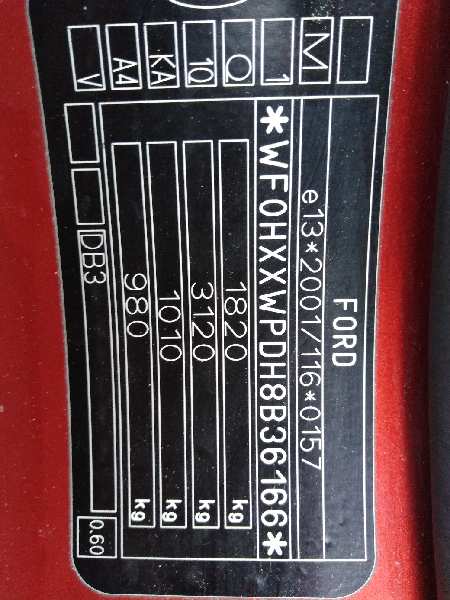 FORD
e13*2001/116*0157
*WF0HXXWPDH8B36166*
1820 kg
3120 kg
1010 kg
980 kg
DB3 0.60
M
1
Q
1Q
KA
A4
V